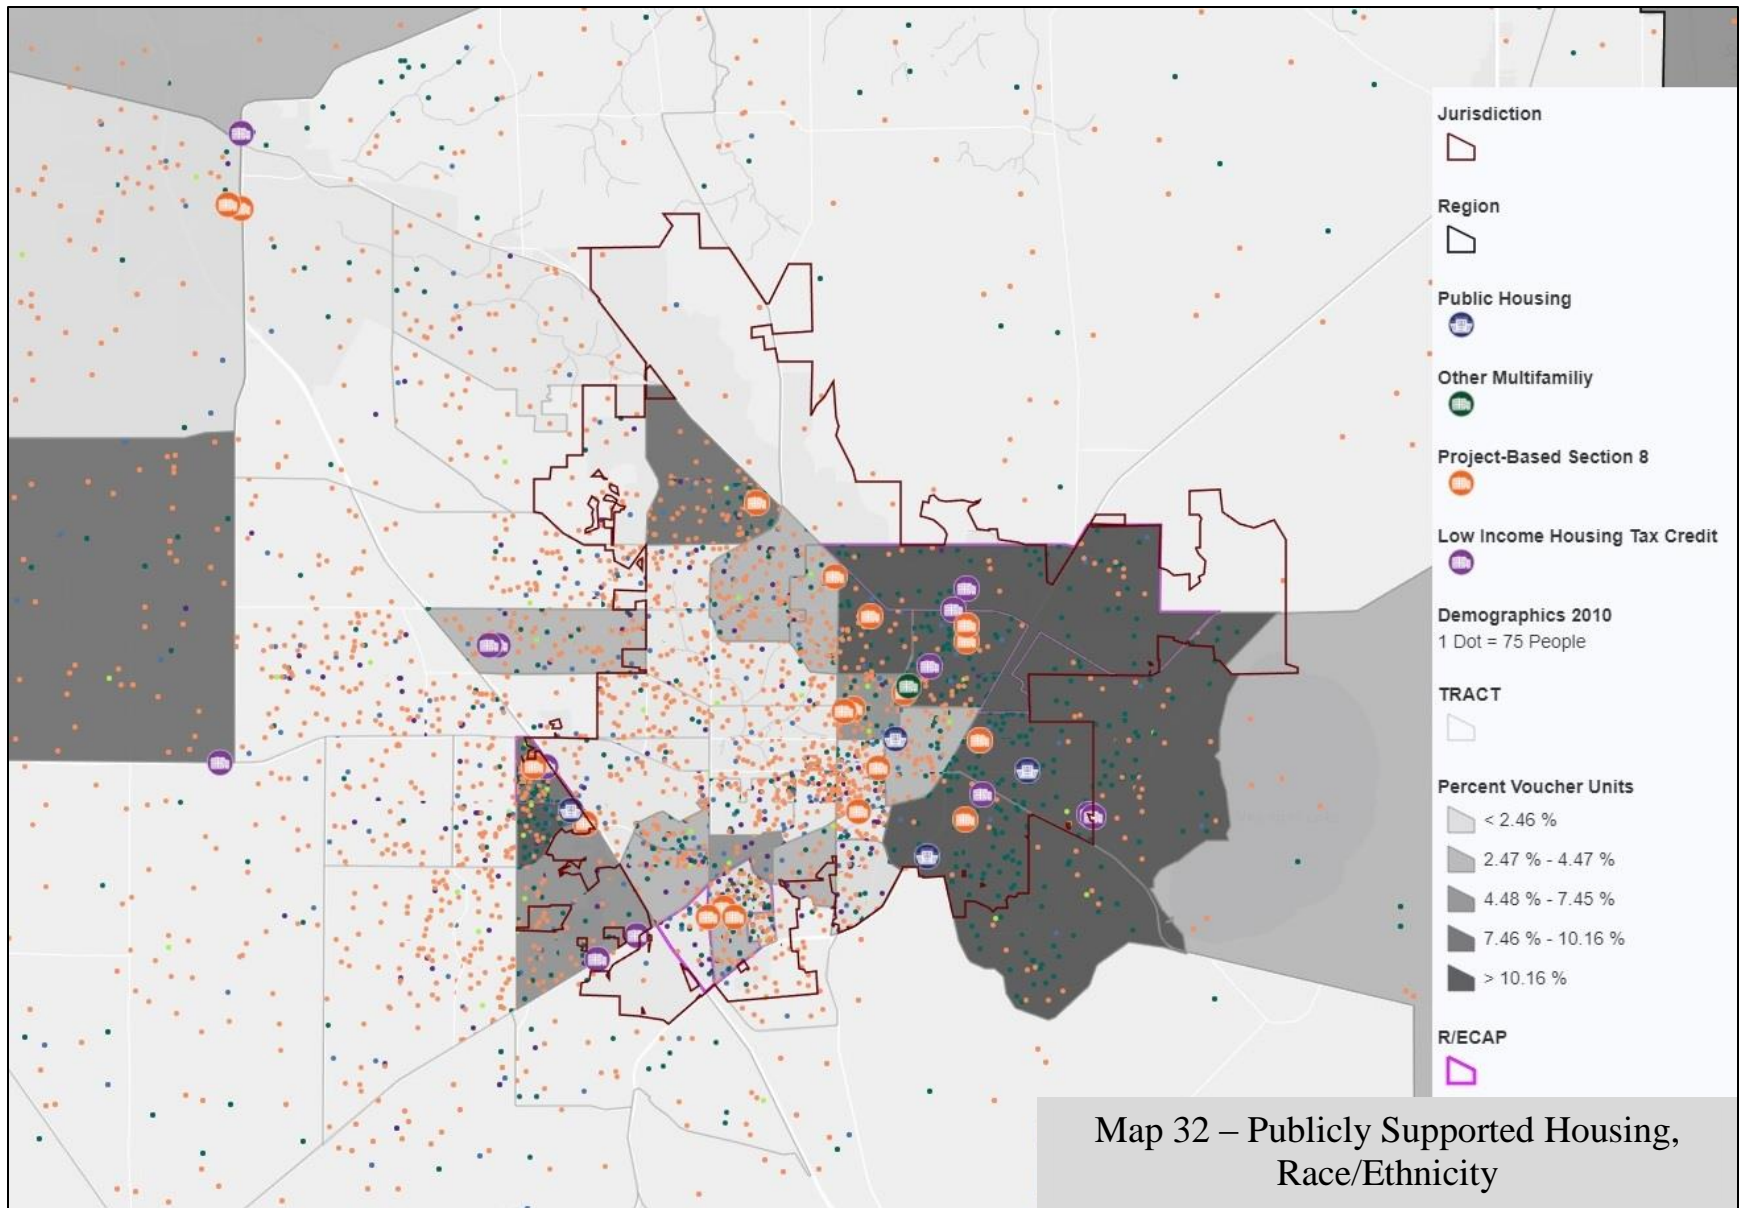 Jurisdiction
Region
Public Housing
Other Multifamiliy
Project-Based Section 8
Low Income Housing Tax Credit
Demographics 2010
1 Dot = 75 People
TRACT
Percent Voucher Units
< 2.46 %
2.47 % - 4.47 %
4.48 % - 7.45 %
7.46 % - 10.16 %
> 10.16 %
R/ECAP
Map 32 – Publicly Supported Housing,
Race/Ethnicity